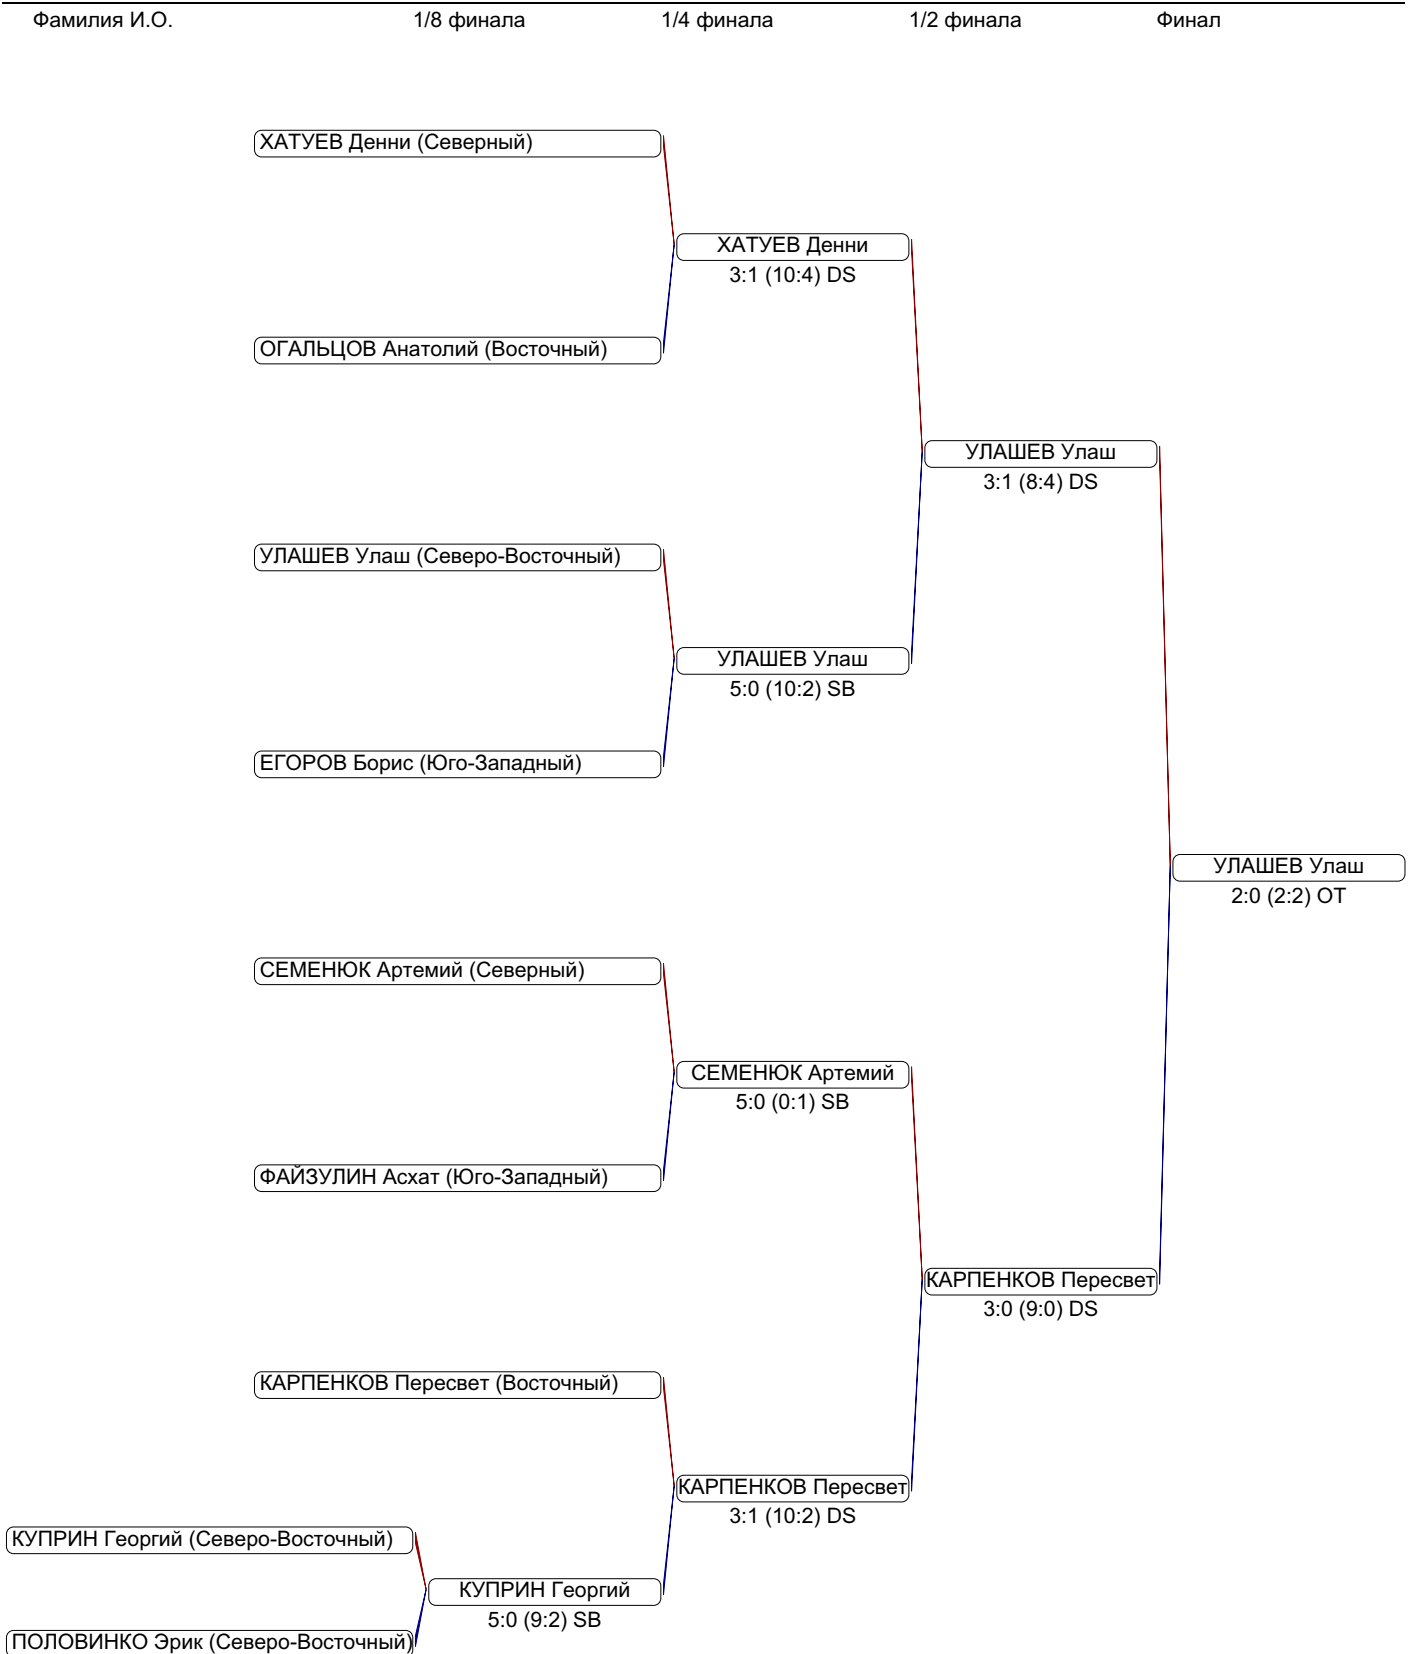 Фамилия И.О. 1/8 финала 1/4 финала 1/2 финала Финал
ХАТУЕВ Денни (Северный)
ХАТУЕВ Денни
3:1 (10:4) DS
ОГАЛЬЦОВ Анатолий (Восточный)
УЛАШЕВ Улаш
3:1 (8:4) DS
УЛАШЕВ Улаш (Северо-Восточный)
УЛАШЕВ Улаш
5:0 (10:2) SB
ЕГОРОВ Борис (Юго-Западный)
УЛАШЕВ Улаш
2:0 (2:2) OT
СЕМЕНЮК Артемий (Северный)
СЕМЕНЮК Артемий
5:0 (0:1) SB
ФАЙЗУЛИН Асхат (Юго-Западный)
КАРПЕНКОВ Пересвет
3:0 (9:0) DS
КАРПЕНКОВ Пересвет (Восточный)
КАРПЕНКОВ Пересвет
3:1 (10:2) DS
КУПРИН Георгий (Северо-Восточный)
КУПРИН Георгий
5:0 (9:2) SB
ПОЛОВИНКО Эрик (Северо-Восточный)